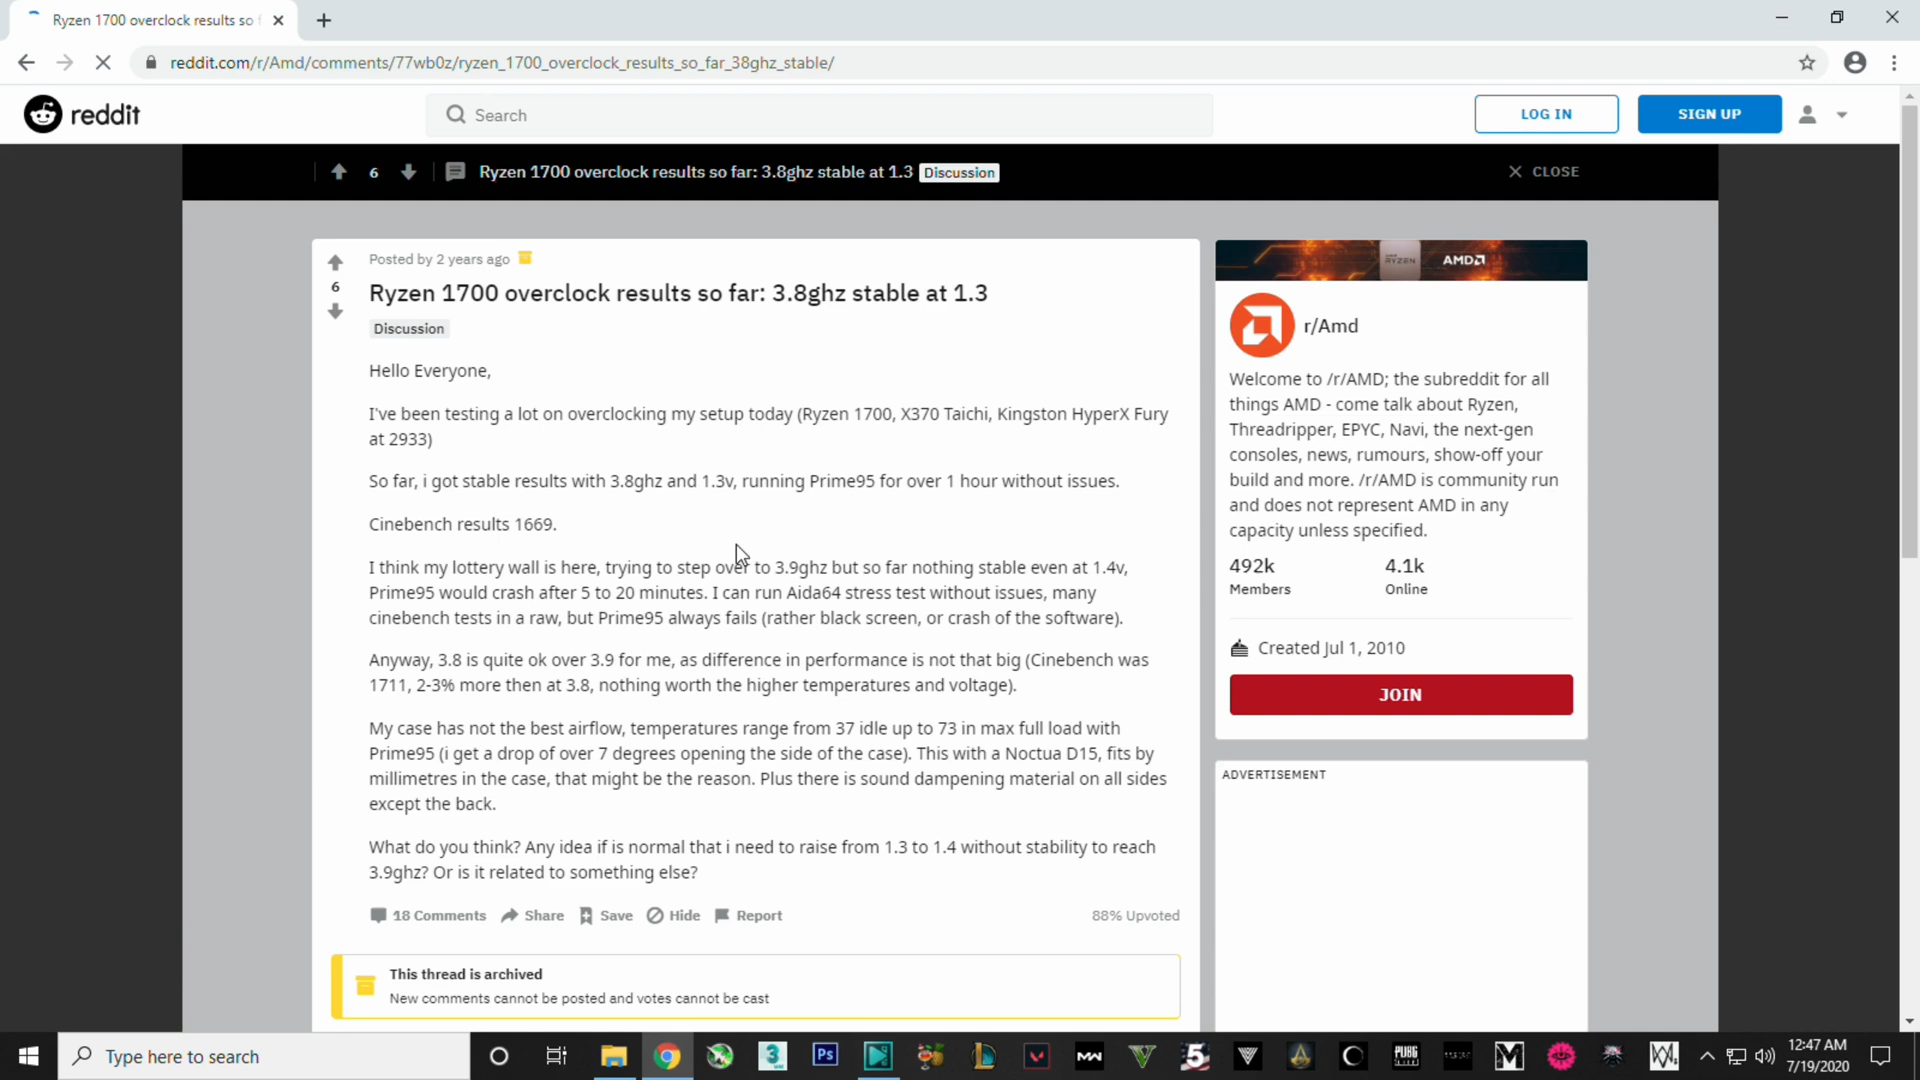 Ryzen 1700 overclock results so f
reddit.com/r/Amd/comments/77wb0z/ryzen_1700_overclock_results_so_far_38ghz_stable/
reddit
Search
LOG IN
SIGN UP
6
Ryzen 1700 overclock results so far: 3.8ghz stable at 1.3
Discussion
CLOSE
Posted by 2 years ago
6
Ryzen 1700 overclock results so far: 3.8ghz stable at 1.3
Discussion
Hello Everyone,
I've been testing a lot on overclocking my setup today (Ryzen 1700, X370 Taichi, Kingston HyperX Fury
at 2933)
So far, i got stable results with 3.8ghz and 1.3v, running Prime95 for over 1 hour without issues.
Cinebench results 1669.
I think my lottery wall is here, trying to step over to 3.9ghz but so far nothing stable even at 1.4v,
Prime95 would crash after 5 to 20 minutes. I can run Aida64 stress test without issues, many
cinebench tests in a raw, but Prime95 always fails (rather black screen, or crash of the software).
Anyway, 3.8 is quite ok over 3.9 for me, as difference in performance is not that big (Cinebench was
1711, 2-3% more then at 3.8, nothing worth the higher temperatures and voltage).
My case has not the best airflow, temperatures range from 37 idle up to 73 in max full load with
Prime95 (i get a drop of over 7 degrees opening the side of the case). This with a Noctua D15, fits by
millimetres in the case, that might be the reason. Plus there is sound dampening material on all sides
except the back.
What do you think? Any idea if is normal that i need to raise from 1.3 to 1.4 without stability to reach
3.9ghz? Or is it related to something else?
18 Comments
Share
Save
Hide
Report
88% Upvoted
This thread is archived
New comments cannot be posted and votes cannot be cast
RYZEN
AMD
r/Amd
Welcome to /r/AMD; the subreddit for all
things AMD - come talk about Ryzen,
Threadripper, EPYC, Navi, the next-gen
consoles, news, rumours, show-off your
build and more. /r/AMD is community run
and does not represent AMD in any
capacity unless specified.
492k
4.1k
Members
Online
Created Jul 1, 2010
JOIN
ADVERTISEMENT
Type here to search
3
Ps
MW
V
5
PUBG
M
12:47 AM
7/19/2020